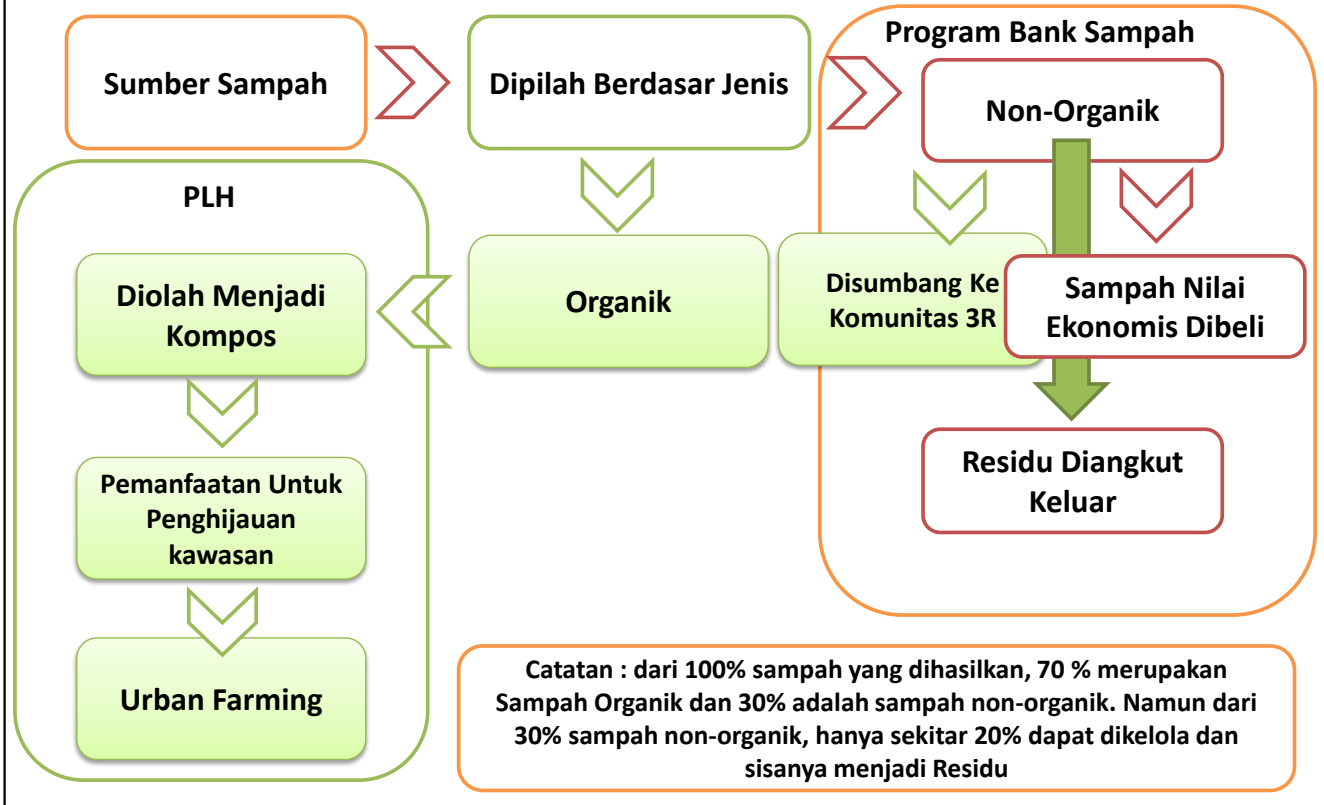 Sumber Sampah
Dipilah Berdasar Jenis
Program Bank Sampah
Non-Organik
PLH
Diolah Menjadi
Kompos
Organik
Disumbang Ke
Komunitas 3R
Sampah Nilai
Ekonomis Dibeli
Pemanfaatan Untuk
Penghijauan
kawasan
Residu Diangkut
Keluar
Urban Farming
Catatan : dari 100% sampah yang dihasilkan, 70 % merupakan
Sampah Organik dan 30% adalah sampah non-organik. Namun dari
30% sampah non-organik, hanya sekitar 20% dapat dikelola dan
sisanya menjadi Residu